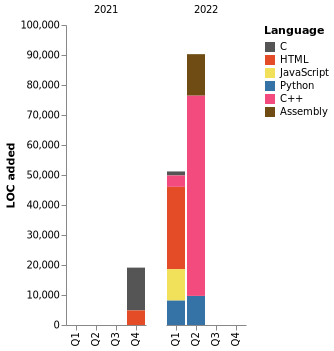 2021 2022
Language
C
HTML
JavaScript
Python
C++
Assembly
LOC added
100,000
90,000
80,000
70,000
60,000
50,000
40,000
30,000
20,000
10,000
0
Q1 Q2 Q3 Q4 Q1 Q2 Q3 Q4